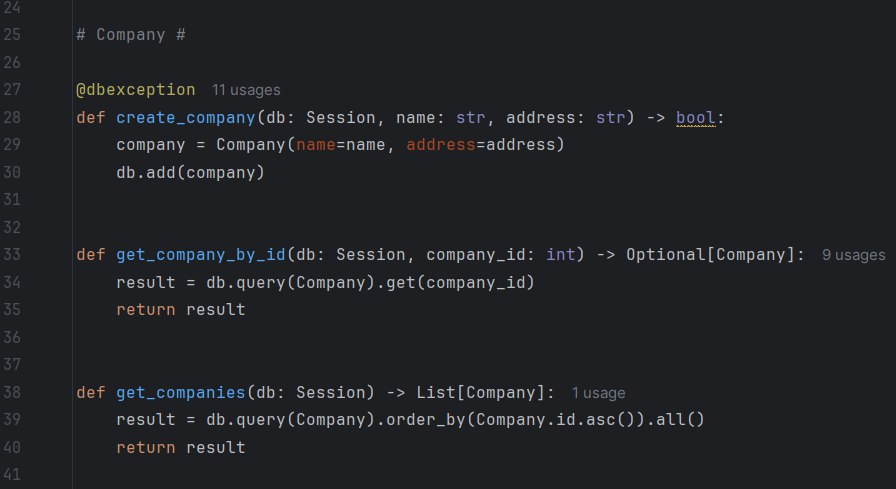 24
25 # Company #
26
27 @dbexception 11 usages
28 def create_company(db: Session, name: str, address: str) -> bool:
29     company = Company(name=name, address=address)
30     db.add(company)
31
32
33 def get_company_by_id(db: Session, company_id: int) -> Optional[Company]: 9 usages
34     result = db.query(Company).get(company_id)
35     return result
36
37
38 def get_companies(db: Session) -> List[Company]: 1 usage
39     result = db.query(Company).order_by(Company.id.asc()).all()
40     return result
41